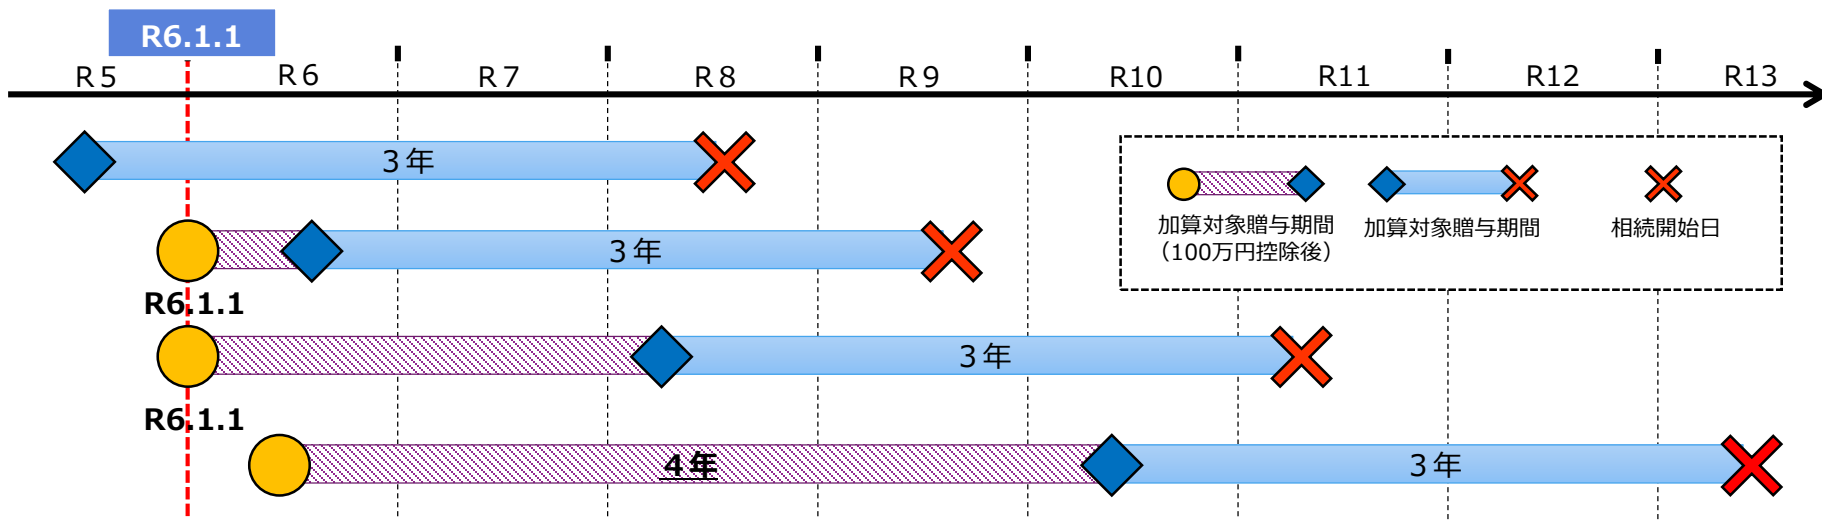 R6.1.1
R５ R６ R７ R８ R９ R10 R11 R12 R13
３年
加算対象贈与期間
（100万円控除後）
加算対象贈与期間
相続開始日
３年
R6.1.1
３年
R6.1.1
４年
３年